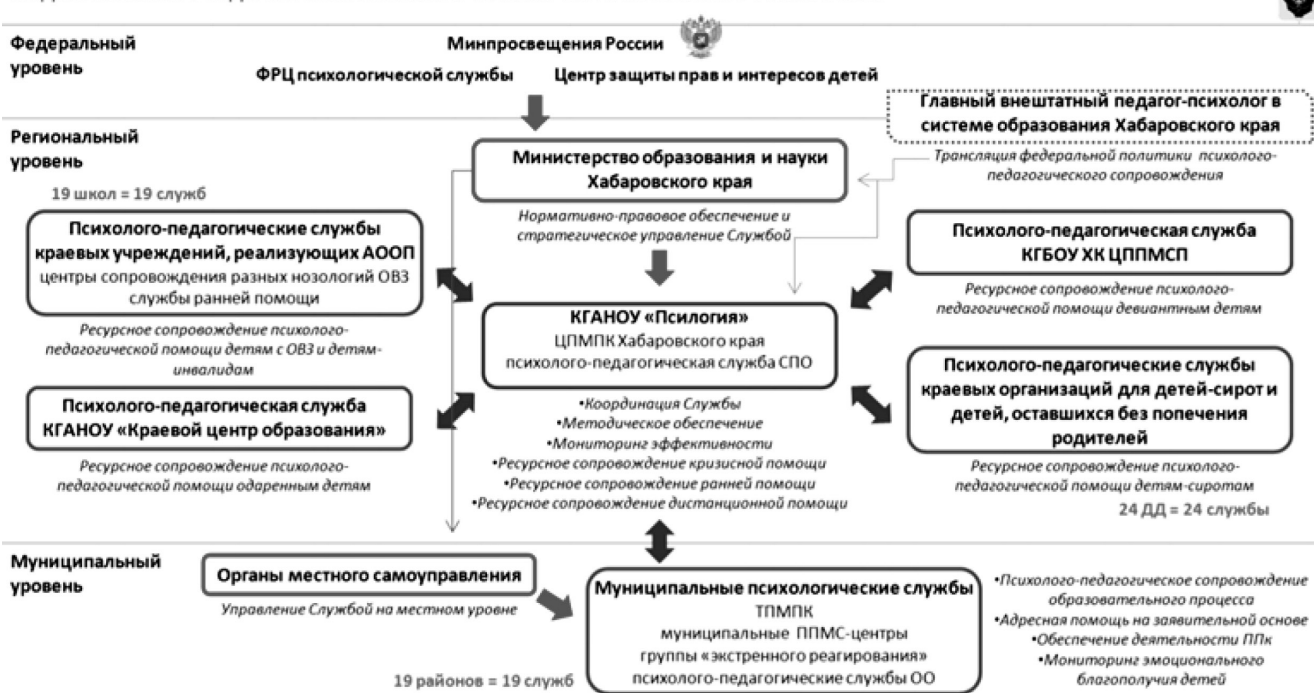 Федеральный
уровень
Минпросвещения России
ФРЦ психологической службы
Центр защиты прав и интересов детей
Главный внештатный педагог-психолог в
системе образования Хабаровского края
Трансляция федеральной политики психолого-
педагогического сопровождения
Региональный
уровень
Министерство образования и науки
Хабаровского края
Нормативно-правовое обеспечение и
стратегическое управление Службой
19 школ = 19 служб
Психолого-педагогические службы
краевых учреждений, реализующих АООП
центры сопровождения разных нозологий ОВЗ
службы ранней помощи
Ресурсное сопровождение психолого-
педагогической помощи детям с ОВЗ и детям-
инвалидам
Психолого-педагогическая служба
КГАНОУ «Краевой центр образования»
Ресурсное сопровождение психолого-
педагогической помощи одаренным детям
КГАНОУ «Псилогия»
ЦПМПК Хабаровского края
психолого-педагогическая служба СПО
•Координация Службы
•Методическое обеспечение
•Мониторинг эффективности
•Ресурсное сопровождение кризисной помощи
•Ресурсное сопровождение ранней помощи
•Ресурсное сопровождение дистанционной помощи
Психолого-педагогическая служба
КГБОУ ХК ЦППМСП
Ресурсное сопровождение психолого-
педагогической помощи девиантным детям
Психолого-педагогические службы
краевых организаций для детей-сирот и
детей, оставшихся без попечения
родителей
Ресурсное сопровождение психолого-
педагогической помощи детям-сиротам
24 ДД = 24 службы
Муниципальный
уровень
Органы местного самоуправления
Управление Службой на местном уровне
19 районов = 19 служб
Муниципальные психологические службы
ТПМПК
муниципальные ППМС-центры
группы «экстренного реагирования»
психолого-педагогические службы ОО
•Психолого-педагогическое сопровождение
образовательного процесса
•Адресная помощь на заявительной основе
•Обеспечение деятельности ППк
•Мониторинг эмоционального
благополучия детей